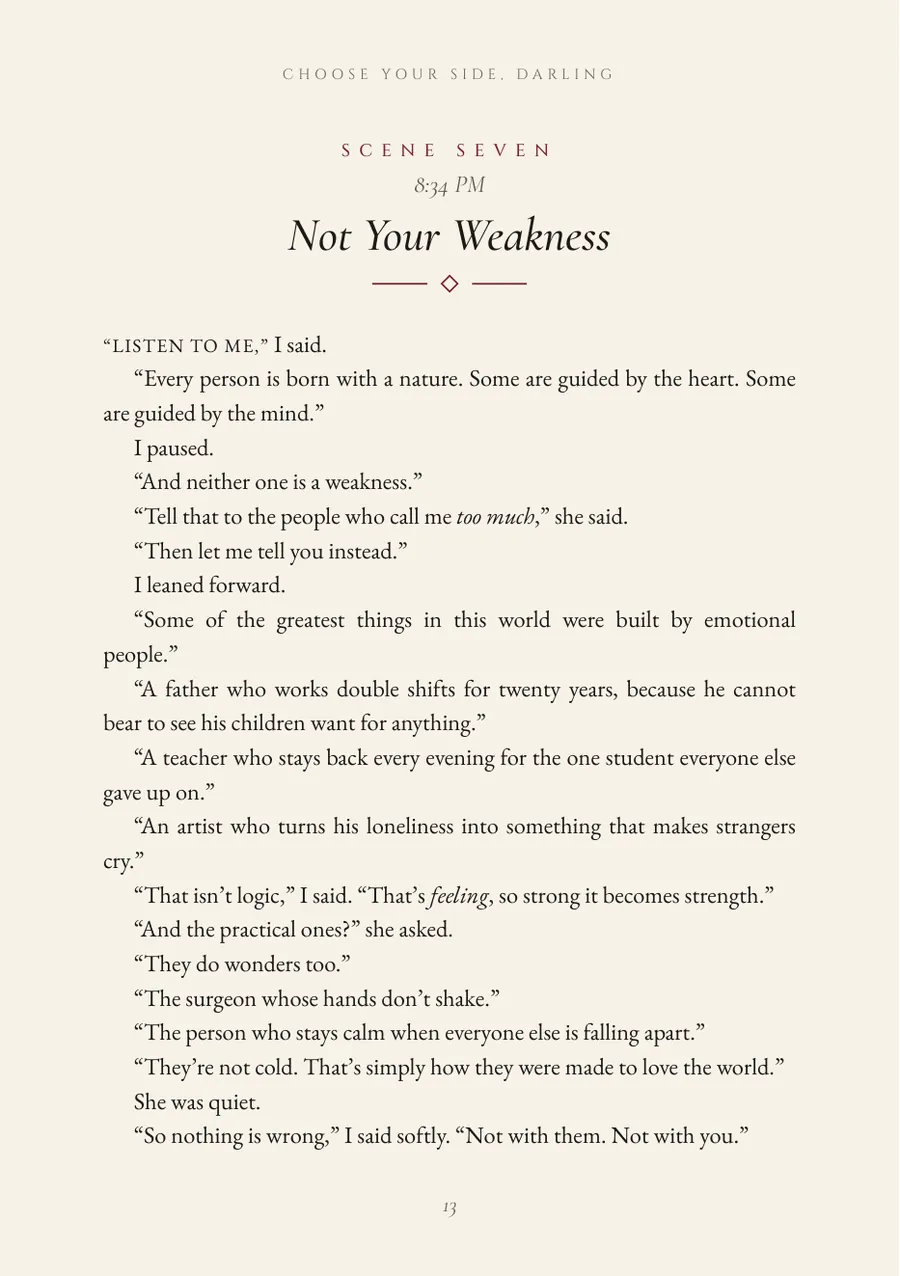 CHOOSE YOUR SIDE, DARLING
SCENE SEVEN
8:34 PM
Not Your Weakness
“LISTEN TO ME,” I said.
“Every person is born with a nature. Some are guided by the heart. Some
are guided by the mind.”
I paused.
“And neither one is a weakness.”
“Tell that to the people who call me too much,” she said.
“Then let me tell you instead.”
I leaned forward.
“Some of the greatest things in this world were built by emotional
people.”
“A father who works double shifts for twenty years, because he cannot
bear to see his children want for anything.”
“A teacher who stays back every evening for the one student everyone else
gave up on.”
“An artist who turns his loneliness into something that makes strangers
cry.”
“That isn’t logic,” I said. “That’s feeling, so strong it becomes strength.”
“And the practical ones?” she asked.
“They do wonders too.”
“The surgeon whose hands don’t shake.”
“The person who stays calm when everyone else is falling apart.”
“They’re not cold. That’s simply how they were made to love the world.”
She was quiet.
“So nothing is wrong,” I said softly. “Not with them. Not with you.”
13